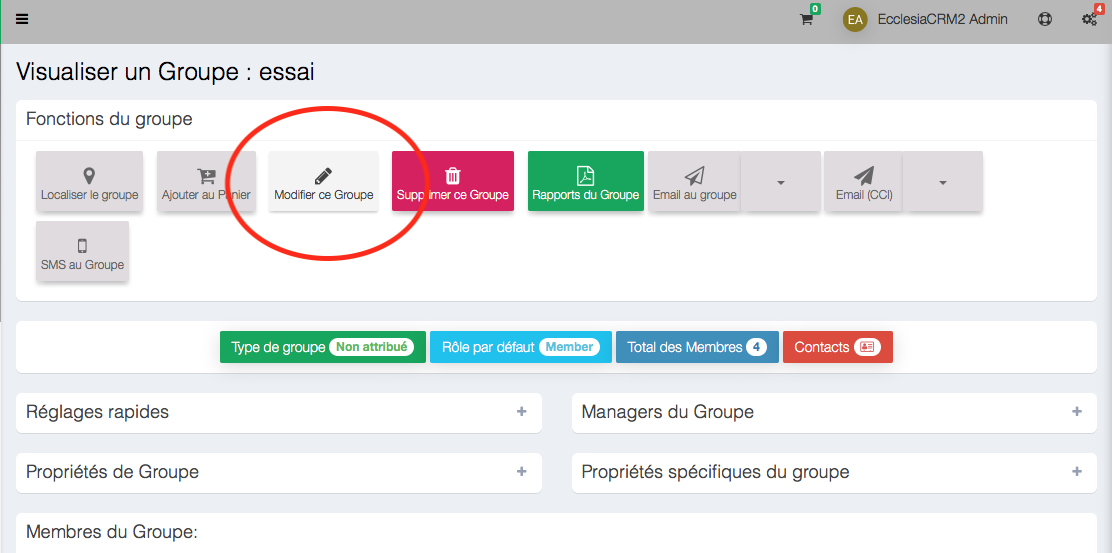 0
EA EcclesiaCRM2 Admin 4
Visualiser un Groupe : essai
Fonctions du groupe
Localiser le groupe
Ajouter au Panier
Modifier ce Groupe
Supprimer ce Groupe
Rapports du Groupe
Email au groupe
Email (CCI)
SMS au Groupe
Type de groupe Non attribué
Rôle par défaut Member
Total des Membres 4
Contacts
Réglages rapides +
Managers du Groupe +
Propriétés de Groupe +
Propriétés spécifiques du groupe +
Membres du Groupe: